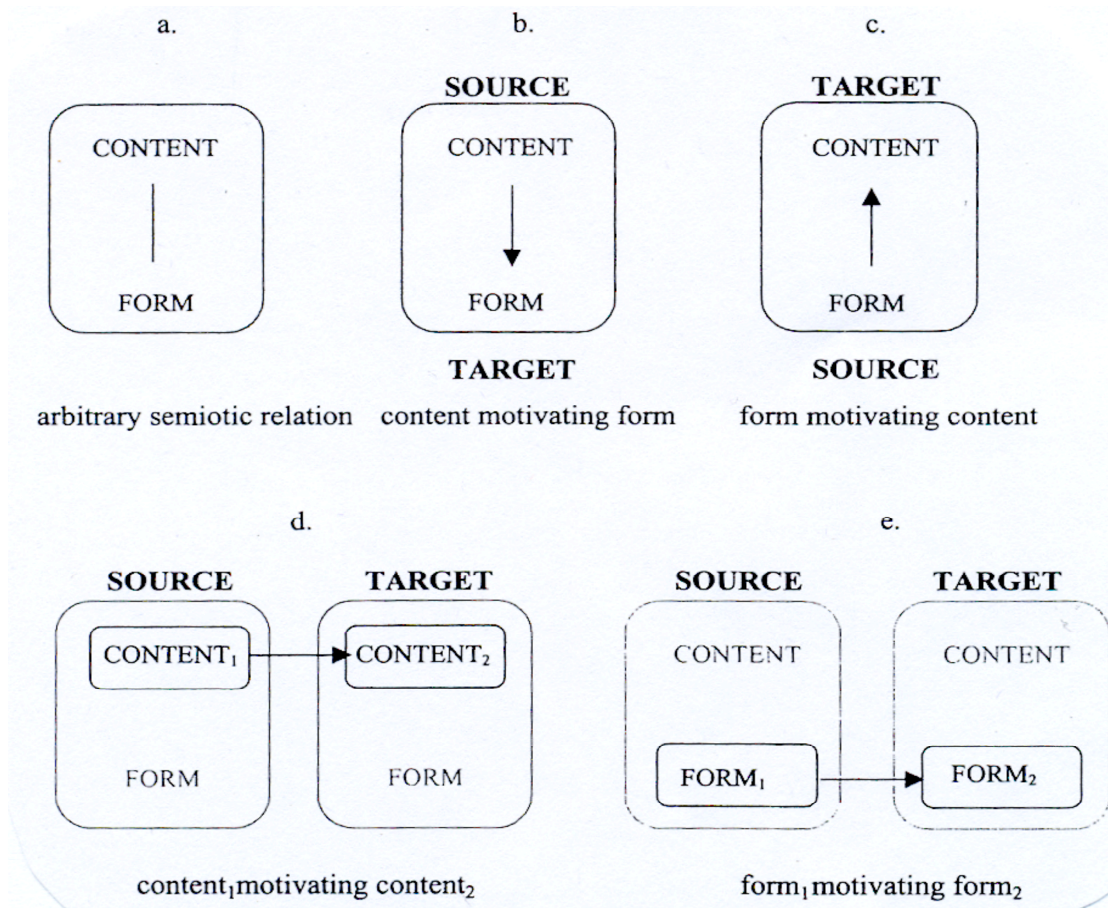 a.
b.
c.
SOURCE
TARGET
CONTENT
CONTENT
CONTENT
FORM
FORM
FORM
TARGET
SOURCE
arbitrary semiotic relation
content motivating form
form motivating content
d.
e.
SOURCE
TARGET
SOURCE
TARGET
CONTENT₁
CONTENT₂
CONTENT
CONTENT
FORM
FORM
FORM₁
FORM₂
content₁motivating content₂
form₁motivating form₂